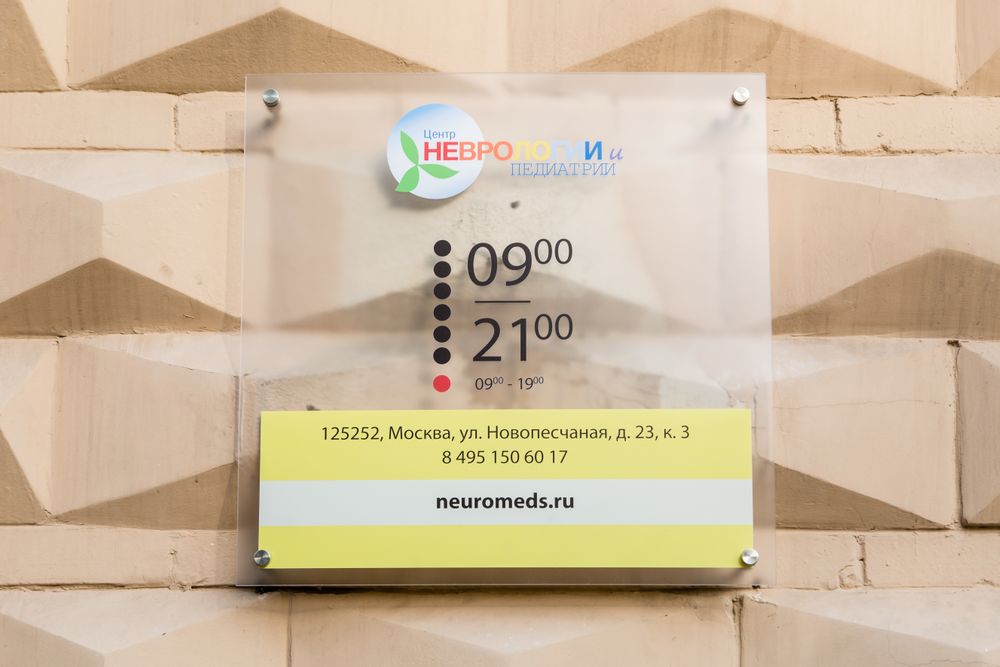 Центр
НЕВРОЛОГИИ и
ПЕДИАТРИИ
09⁰⁰
21⁰⁰
09⁰⁰ - 19⁰⁰
125252, Москва, ул. Новопесчаная, д. 23, к. 3
8 495 150 60 17
neuromeds.ru